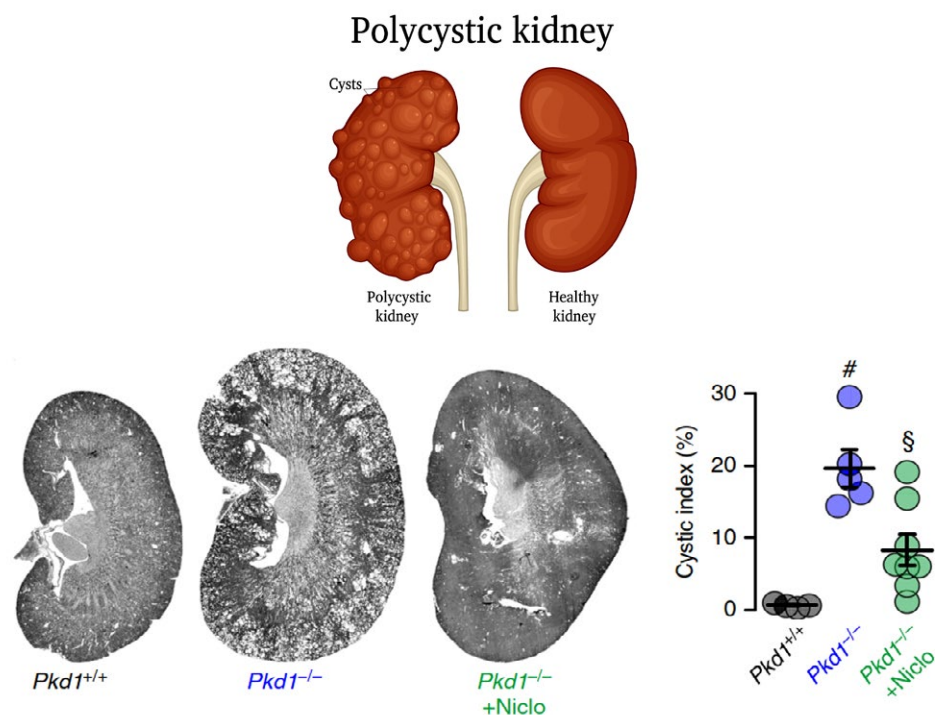 Polycystic kidney
Cysts
Polycystic
kidney
Healthy
kidney
Pkd1+/+
Pkd1–/–
Pkd1–/–
+Niclo
Cystic index (%)
30
20
10
0
#
§
Pkd1+/+
Pkd1–/–
Pkd1–/–
+Niclo